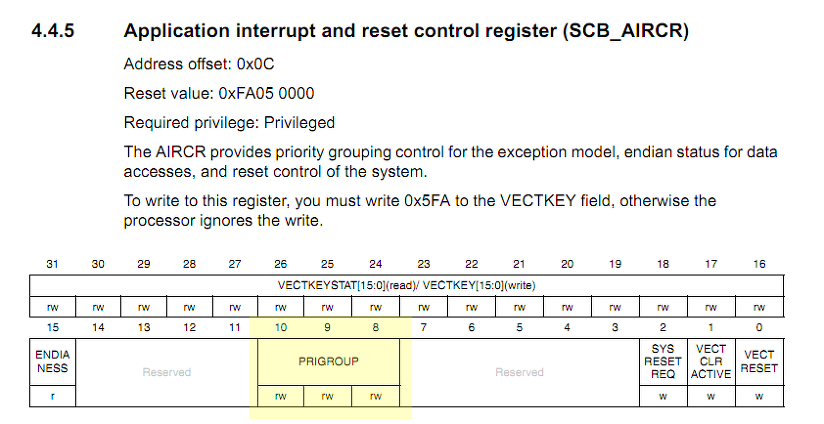 4.4.5 Application interrupt and reset control register (SCB_AIRCR)
Address offset: 0x0C
Reset value: 0xFA05 0000
Required privilege: Privileged
The AIRCR provides priority grouping control for the exception model, endian status for data
accesses, and reset control of the system.
To write to this register, you must write 0x5FA to the VECTKEY field, otherwise the
processor ignores the write.
31 30 29 28 27 26 25 24 23 22 21 20 19 18 17 16
VECTKEYSTAT[15:0](read)/ VECTKEY[15:0](write)
rw rw rw rw rw rw rw rw rw rw rw rw rw rw rw rw
15 14 13 12 11 10 9 8 7 6 5 4 3 2 1 0
ENDIA
NESS
Reserved
PRIGROUP
Reserved
SYS
RESET
REQ
VECT
CLR
ACTIVE
VECT
RESET
r rw rw rw w w w